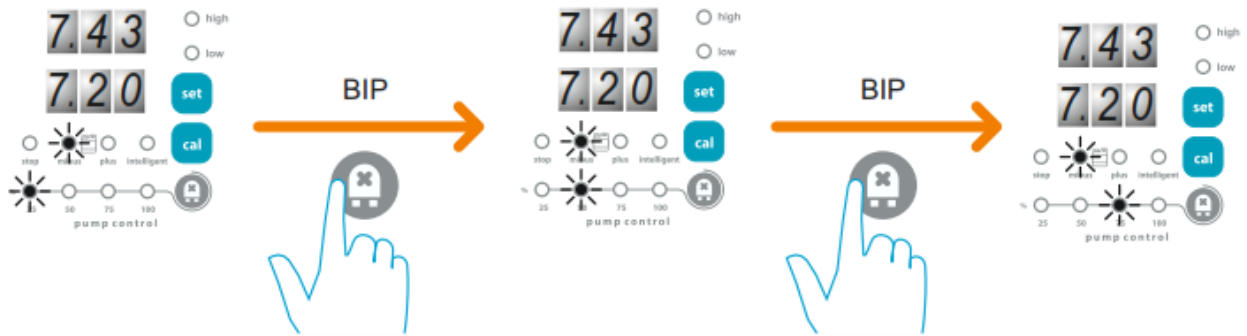 7.43
high
low
7.20
set
cal
stop
minus
plus
intelligent
50
75
100
pump control
BIP
7.43
high
low
7.20
set
cal
stop
minus
plus
intelligent
%
25
75
100
pump control
BIP
7.43
high
low
7.20
set
cal
stop
minus
plus
intelligent
%
25
50
100
pump control